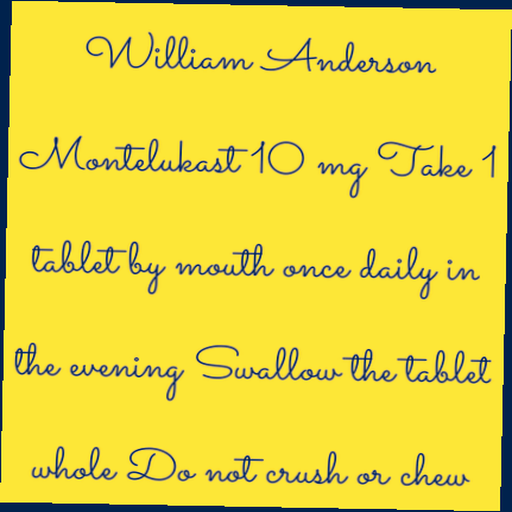 William Anderson
Montelukast 10 mg Take 1
tablet by mouth once daily in
the evening Swallow the tablet
whole Do not crush or chew